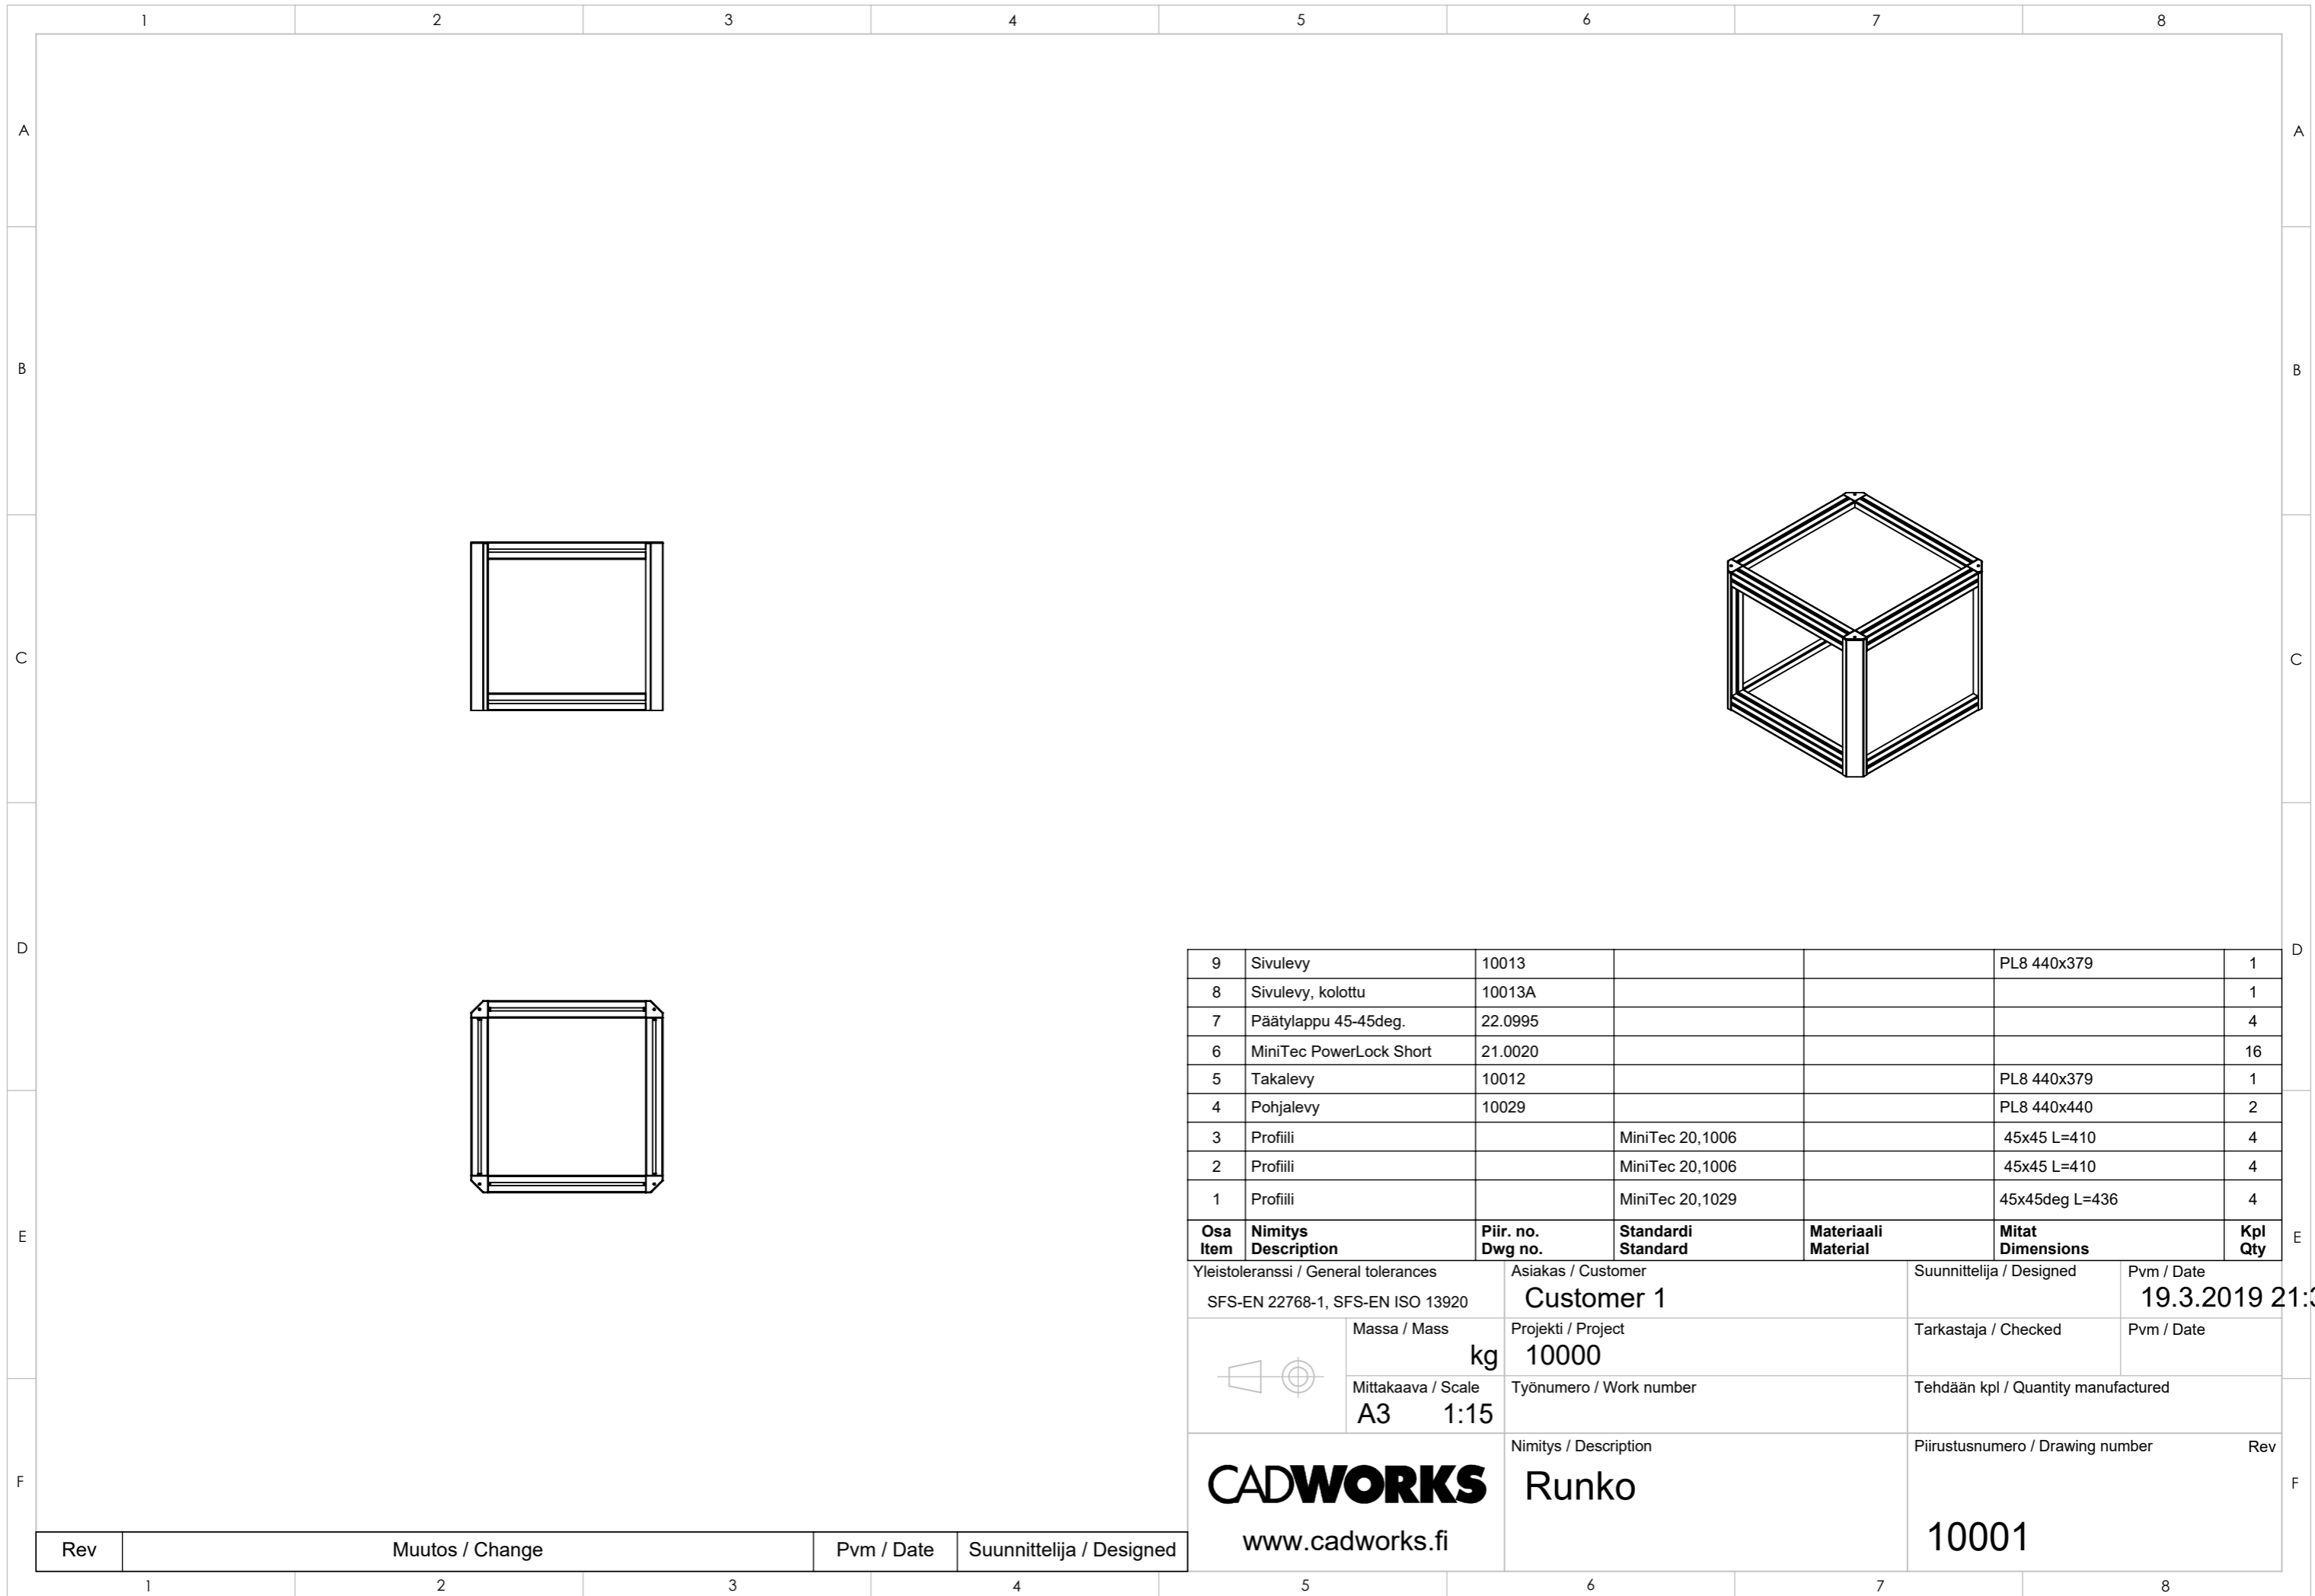 1 2 3 4 5 6 7 8
A A
B B
C C
D D
E E
F F
9 Sivulevy 10013 PL8 440x379 1
8 Sivulevy, kolottu 10013A 1
7 Päätylappu 45-45deg. 22.0995 4
6 MiniTec PowerLock Short 21.0020 16
5 Takalevy 10012 PL8 440x379 1
4 Pohjalevy 10029 PL8 440x440 2
3 Profiili MiniTec 20,1006 45x45 L=410 4
2 Profiili MiniTec 20,1006 45x45 L=410 4
1 Profiili MiniTec 20,1029 45x45deg L=436 4
Osa Nimitys Piir. no. Standardi Materiaali Mitat Kpl
Item Description Dwg no. Standard Material Dimensions Qty
Yleistoleranssi / General tolerances Asiakas / Customer Suunnittelija / Designed Pvm / Date
SFS-EN 22768-1, SFS-EN ISO 13920 Customer 1 19.3.2019 21:
Massa / Mass Projekti / Project Tarkastaja / Checked Pvm / Date
kg 10000
Mittakaava / Scale Työnumero / Work number Tehdään kpl / Quantity manufactured
A3 1:15
Nimitys / Description Piirustusnumero / Drawing number Rev
CADWORKS Runko
www.cadworks.fi 10001
Rev Muutos / Change Pvm / Date Suunnittelija / Designed
1 2 3 4 5 6 7 8